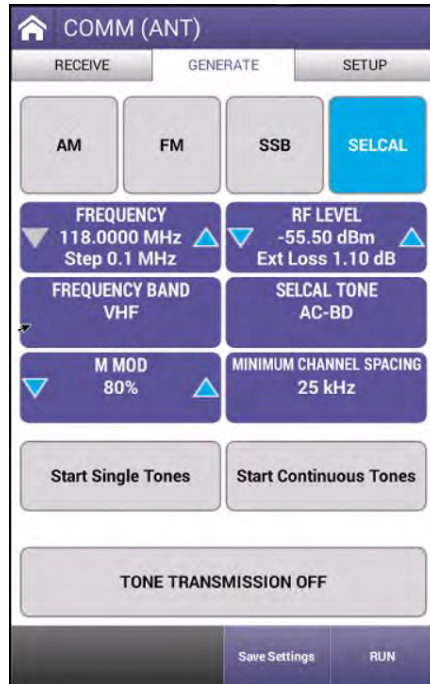 COMM (ANT)
RECEIVE GENERATE SETUP
AM FM SSB SELCAL
FREQUENCY
118.0000 MHz
Step 0.1 MHz
RF LEVEL
-55.50 dBm
Ext Loss 1.10 dB
FREQUENCY BAND
VHF
SELCAL TONE
AC-BD
M MOD
80%
MINIMUM CHANNEL SPACING
25 kHz
Start Single Tones
Start Continuous Tones
TONE TRANSMISSION OFF
Save Settings RUN